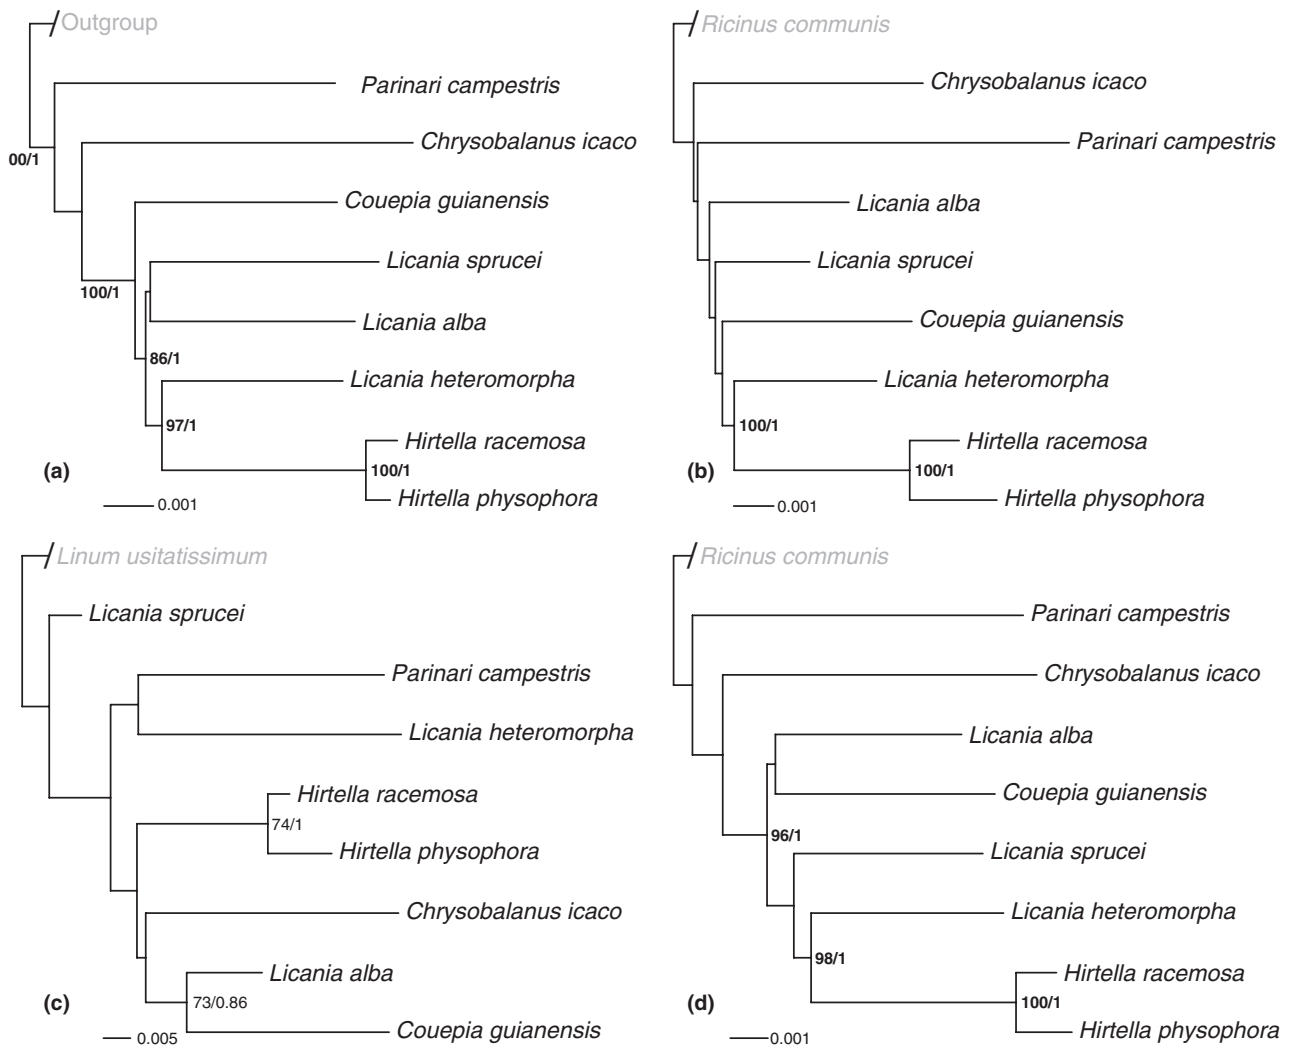 Outgroup
Parinari campestris
Chrysobalanus icaco
00/1
Couepia guianensis
Licania sprucei
100/1
Licania alba
86/1
Licania heteromorpha
97/1
Hirtella racemosa
100/1
Hirtella physophora
(a)
0.001
Ricinus communis
Chrysobalanus icaco
Parinari campestris
Licania alba
Licania sprucei
Couepia guianensis
Licania heteromorpha
100/1
Hirtella racemosa
100/1
Hirtella physophora
(b)
0.001
Linum usitatissimum
Licania sprucei
Parinari campestris
Licania heteromorpha
Hirtella racemosa
74/1
Hirtella physophora
Chrysobalanus icaco
Licania alba
73/0.86
Couepia guianensis
(c)
0.005
Ricinus communis
Parinari campestris
Chrysobalanus icaco
Licania alba
Couepia guianensis
96/1
Licania sprucei
Licania heteromorpha
98/1
Hirtella racemosa
100/1
Hirtella physophora
(d)
0.001